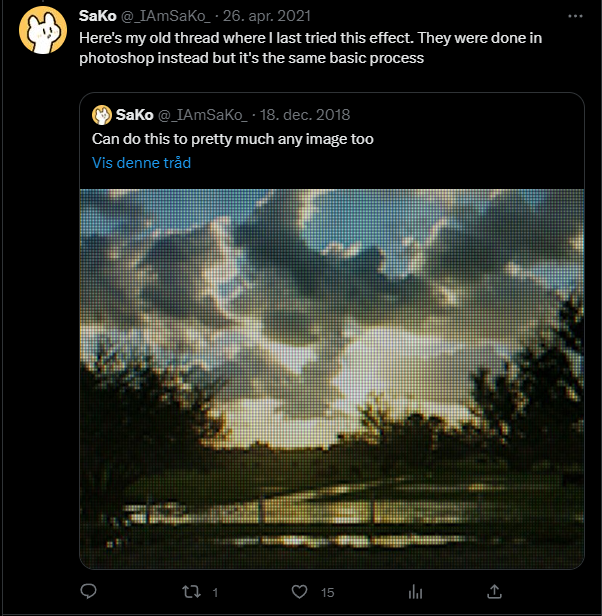 SaKo @_IAmSaKo_ · 26. apr. 2021
Here's my old thread where I last tried this effect. They were done in
photoshop instead but it's the same basic process
SaKo @_IAmSaKo_ · 18. dec. 2018
Can do this to pretty much any image too
Vis denne tråd
1
15